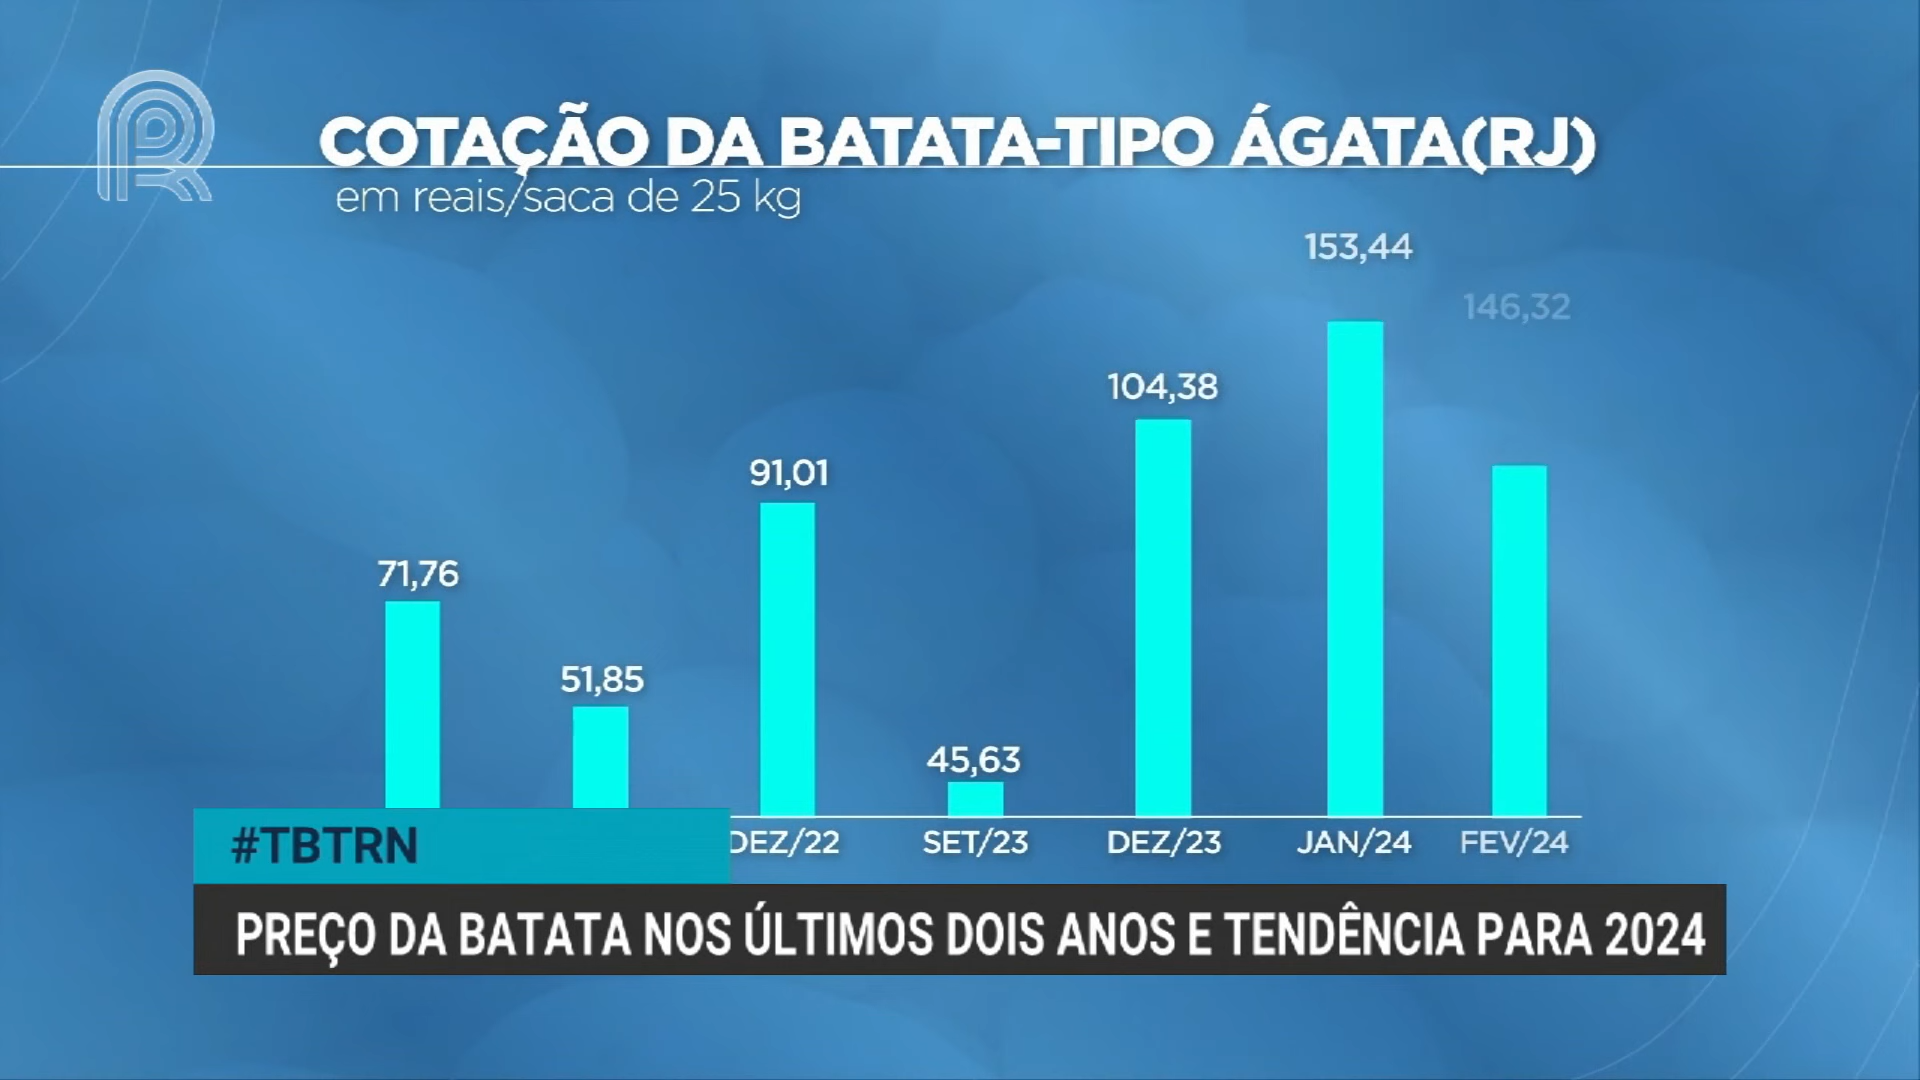 COTAÇÃO DA BATATA-TIPO ÁGATA(RJ)
em reais/saca de 25 kg
153,44
146,32
104,38
91,01
71,76
51,85
45,63
DEZ/22 SET/23 DEZ/23 JAN/24 FEV/24
#TBTRN
PREÇO DA BATATA NOS ÚLTIMOS DOIS ANOS E TENDÊNCIA PARA 2024